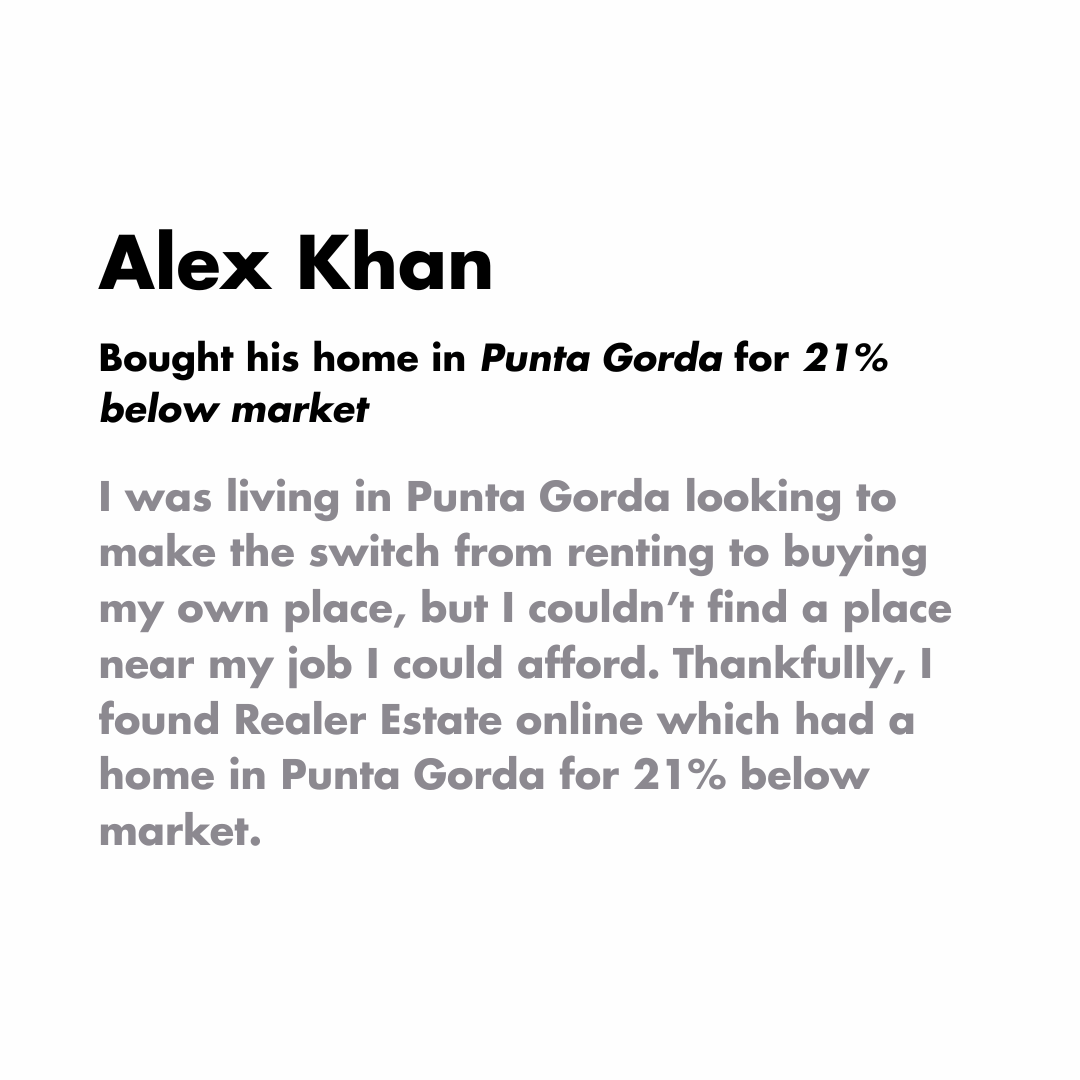 Alex Khan
Bought his home in Punta Gorda for 21%
below market
I was living in Punta Gorda looking to
make the switch from renting to buying
my own place, but I couldn’t find a place
near my job I could afford. Thankfully, I
found Realer Estate online which had a
home in Punta Gorda for 21% below
market.